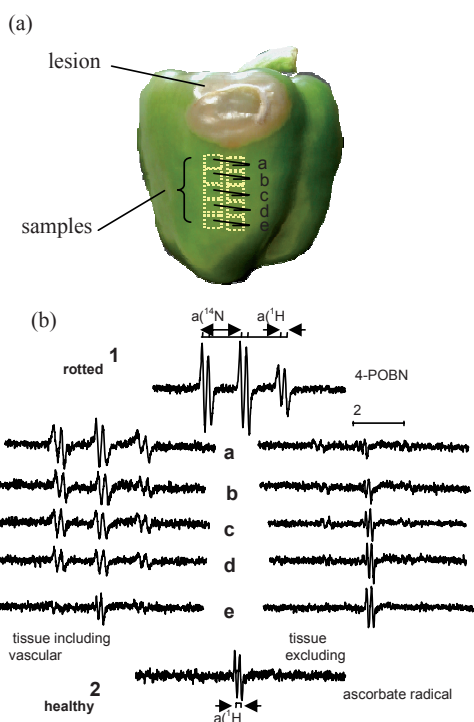 (a)
lesion
a
b
c
d
e
samples
(b)
a(¹⁴N
a(¹H
rotted 1
4-POBN
2
a
b
c
d
e
tissue including
vascular
tissue
excluding
2
healthy
ascorbate radical
a(¹H